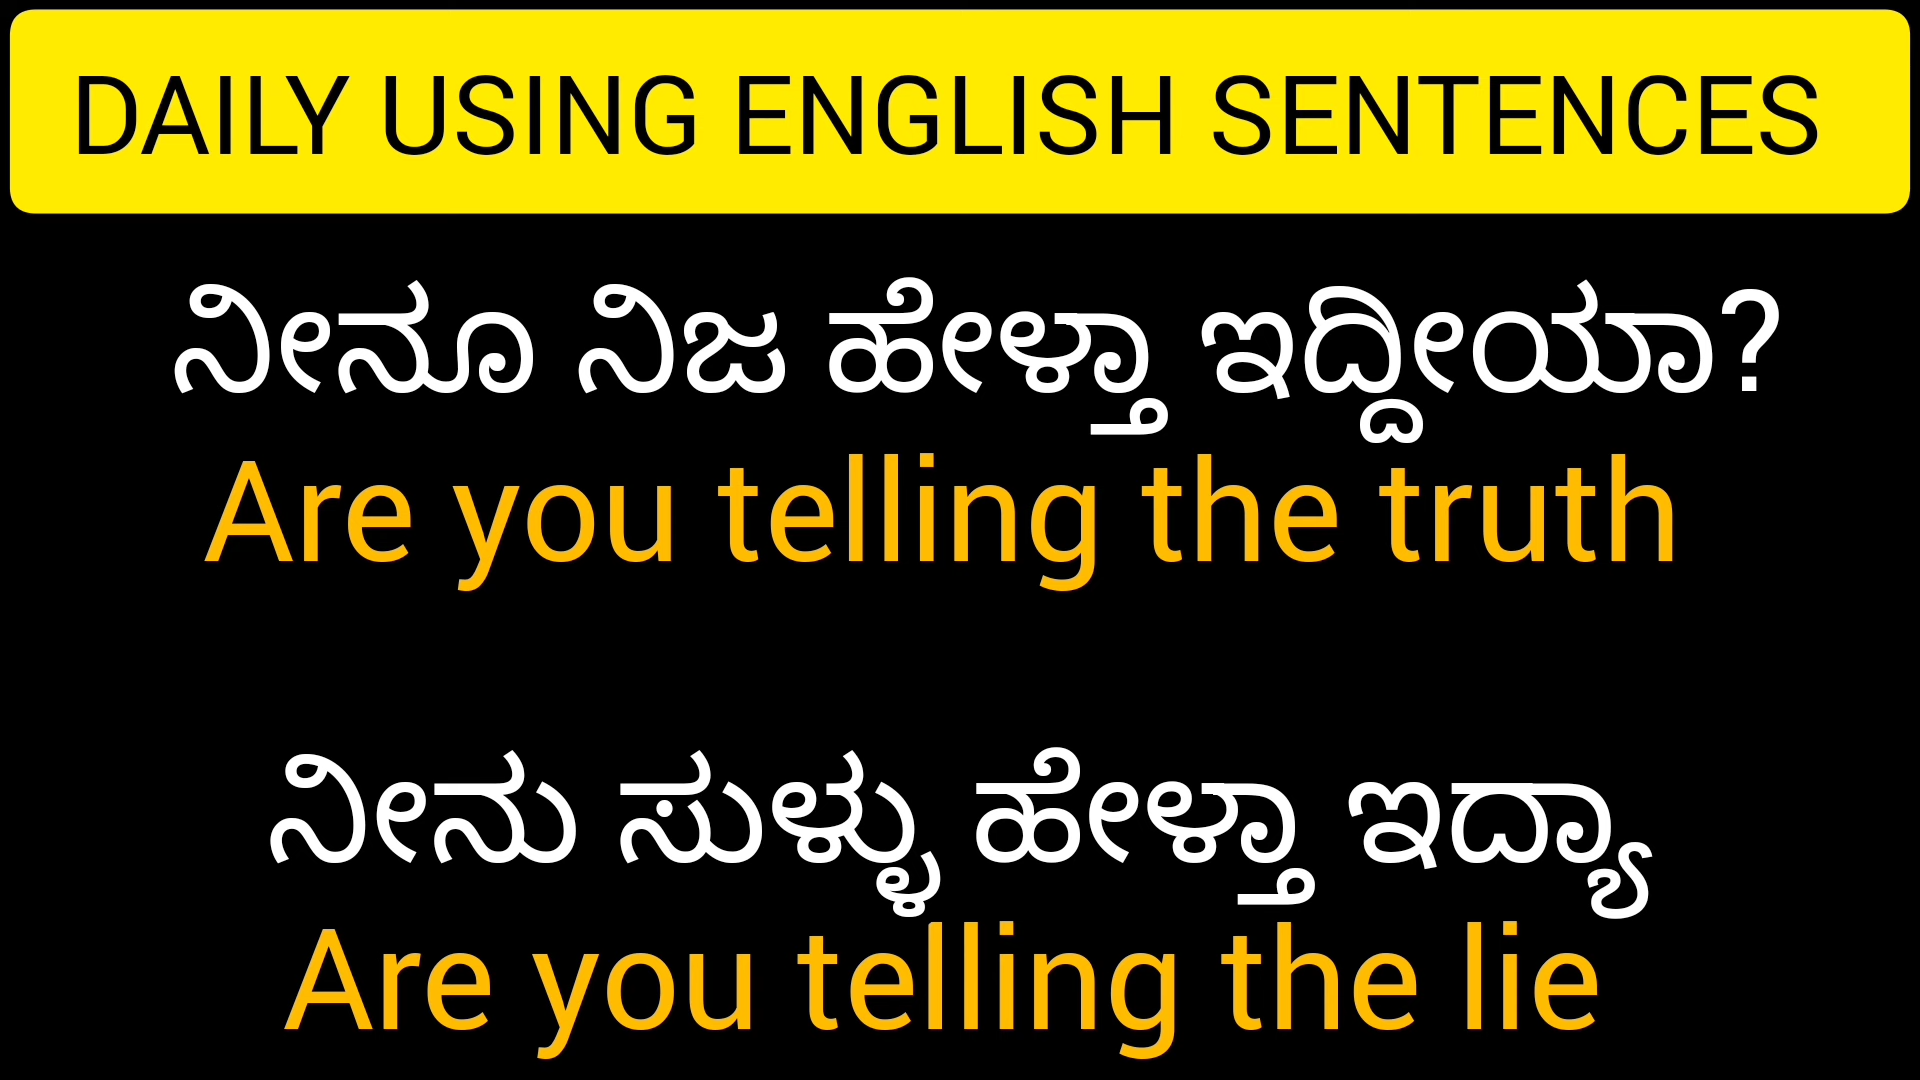 DAILY USING ENGLISH SENTENCES
ನೀನೂ ನಿಜ ಹೇಳ್ತಾ ಇದ್ದೀಯಾ?
Are you telling the truth
ನೀನು ಸುಳ್ಳು ಹೇಳ್ತಾ ಇದ್ಯಾ
Are you telling the lie